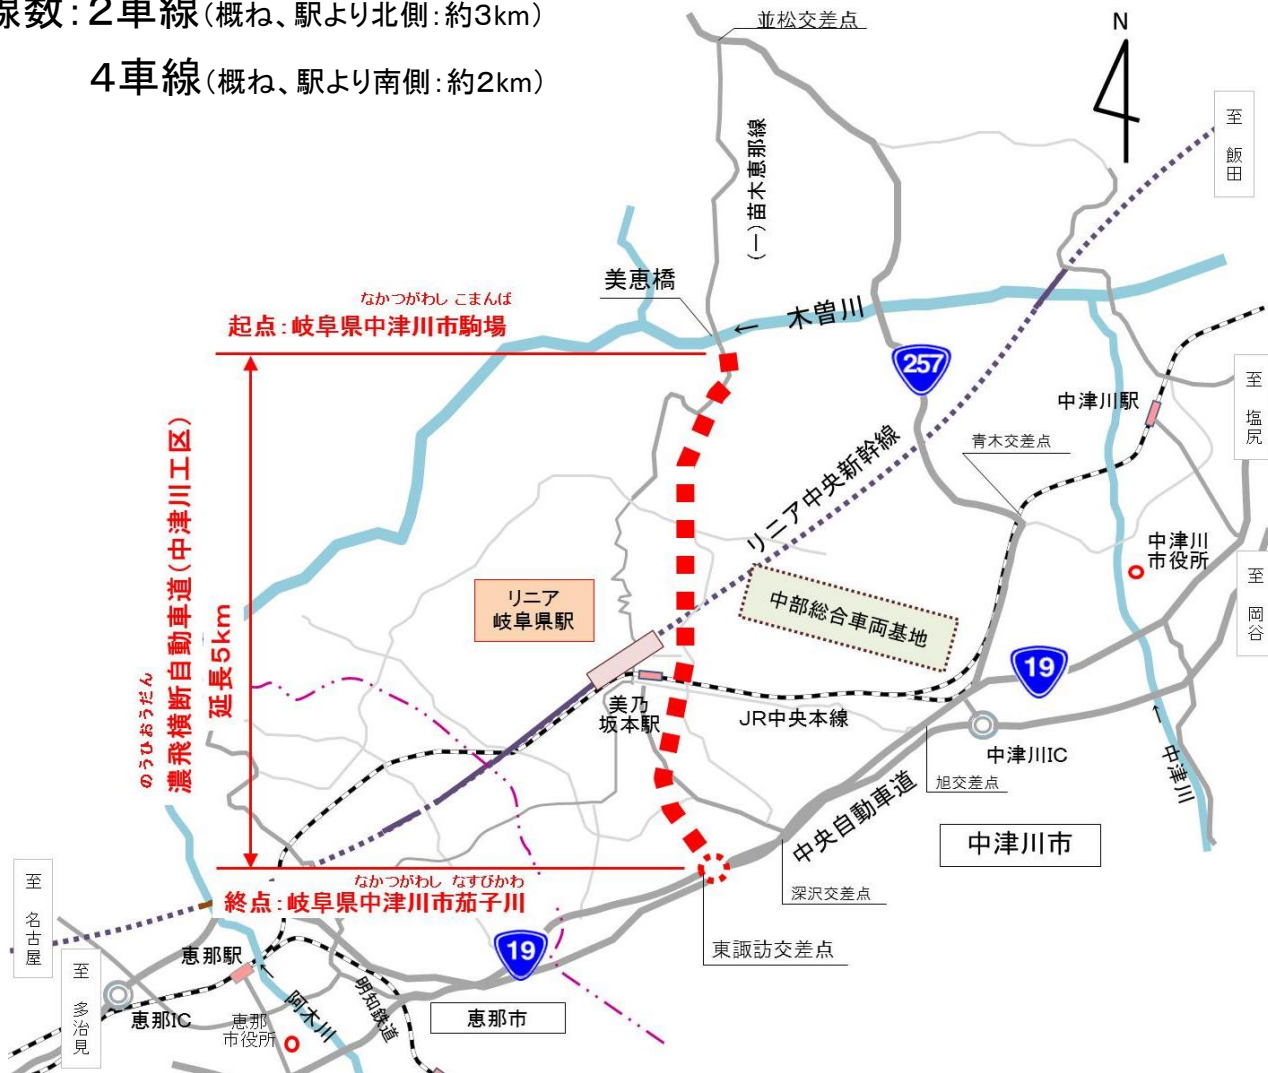 線数：２車線（概ね、駅より北側：約３km）
４車線（概ね、駅より南側：約２km）
並松交差点
N
至 飯田
（一）苗木恵那線
美恵橋
← 木曽川
なかつがわし こまんば
起点：岐阜県中津川市駒場
257
中津川駅
至 塩尻
青木交差点
リニア中央新幹線
中津川
市役所
至 岡谷
リニア
岐阜県駅
中部総合車両基地
19
のうひおうだん
濃飛横断自動車道（中津川工区）
延長５km
美乃
坂本駅
JR中央本線
中津川IC
← 中津川
旭交差点
中央自動車道
中津川市
深沢交差点
なかつがわし なすびかわ
終点：岐阜県中津川市茄子川
東諏訪交差点
至 名古屋
19
恵那駅
至 多治見
恵那IC
恵那
市役所
← 阿木川
明知鉄道
恵那市